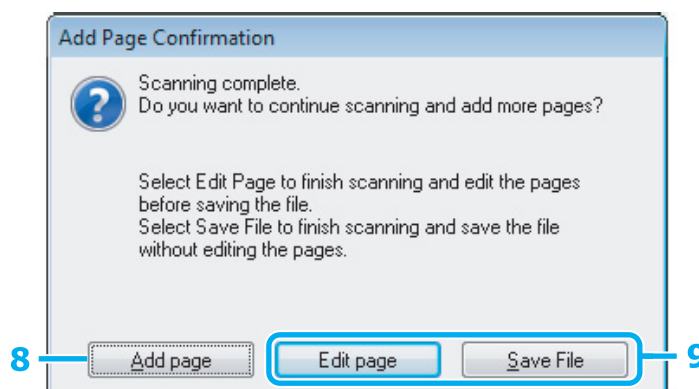 Add Page Confirmation
Scanning complete.
Do you want to continue scanning and add more pages?
Select Edit Page to finish scanning and edit the pages
before saving the file.
Select Save File to finish scanning and save the file
without editing the pages.
8 Add page Edit page Save File 9